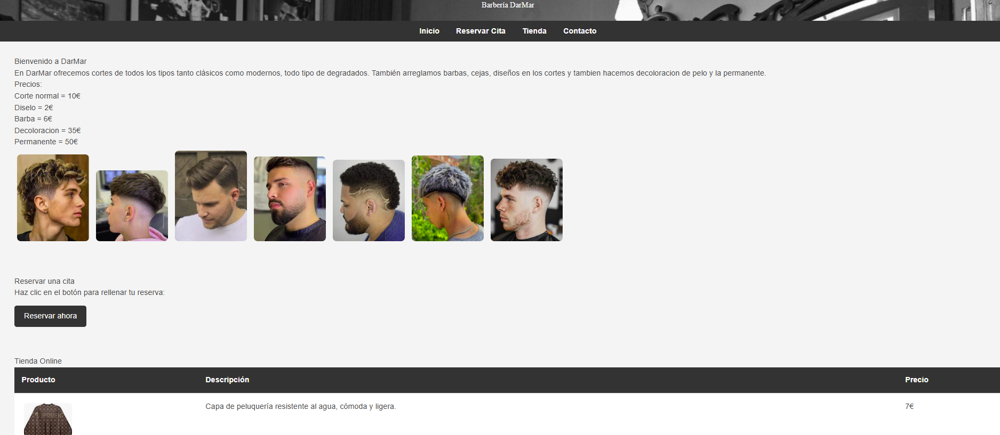 Barbería DarMar
Inicio Reservar Cita Tienda Contacto
Bienvenido a DarMar
En DarMar ofrecemos cortes de todos los tipos tanto clásicos como modernos, todo tipo de degradados. También arreglamos barbas, cejas, diseños en los cortes y tambien hacemos decoloracion de pelo y la permanente.
Precios:
Corte normal = 10€
Diselo = 2€
Barba = 6€
Decoloracion = 35€
Permanente = 50€
Reservar una cita
Haz clic en el botón para rellenar tu reserva:
Reservar ahora
Tienda Online
Producto Descripción Precio
Capa de peluquería resistente al agua, cómoda y ligera. 7€